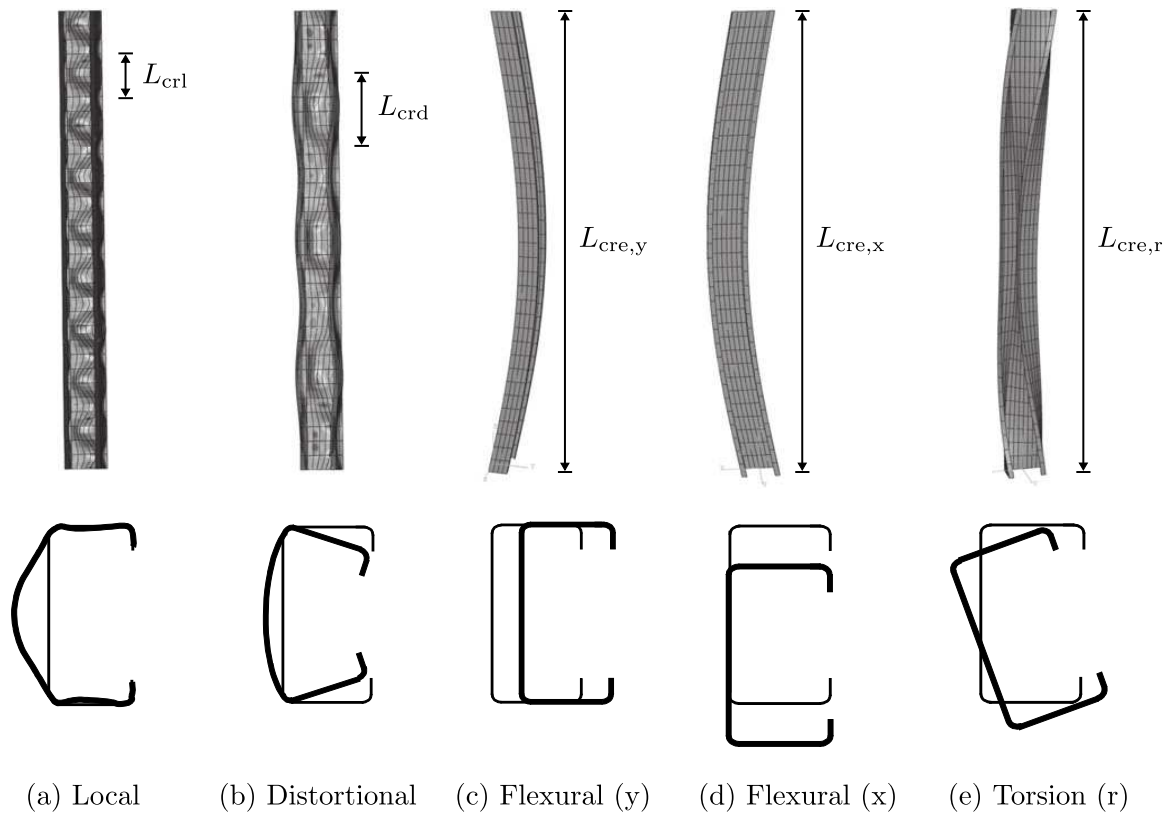 L_crl
L_crd
L_cre,y
L_cre,x
L_cre,r
(a) Local
(b) Distortional
(c) Flexural (y)
(d) Flexural (x)
(e) Torsion (r)